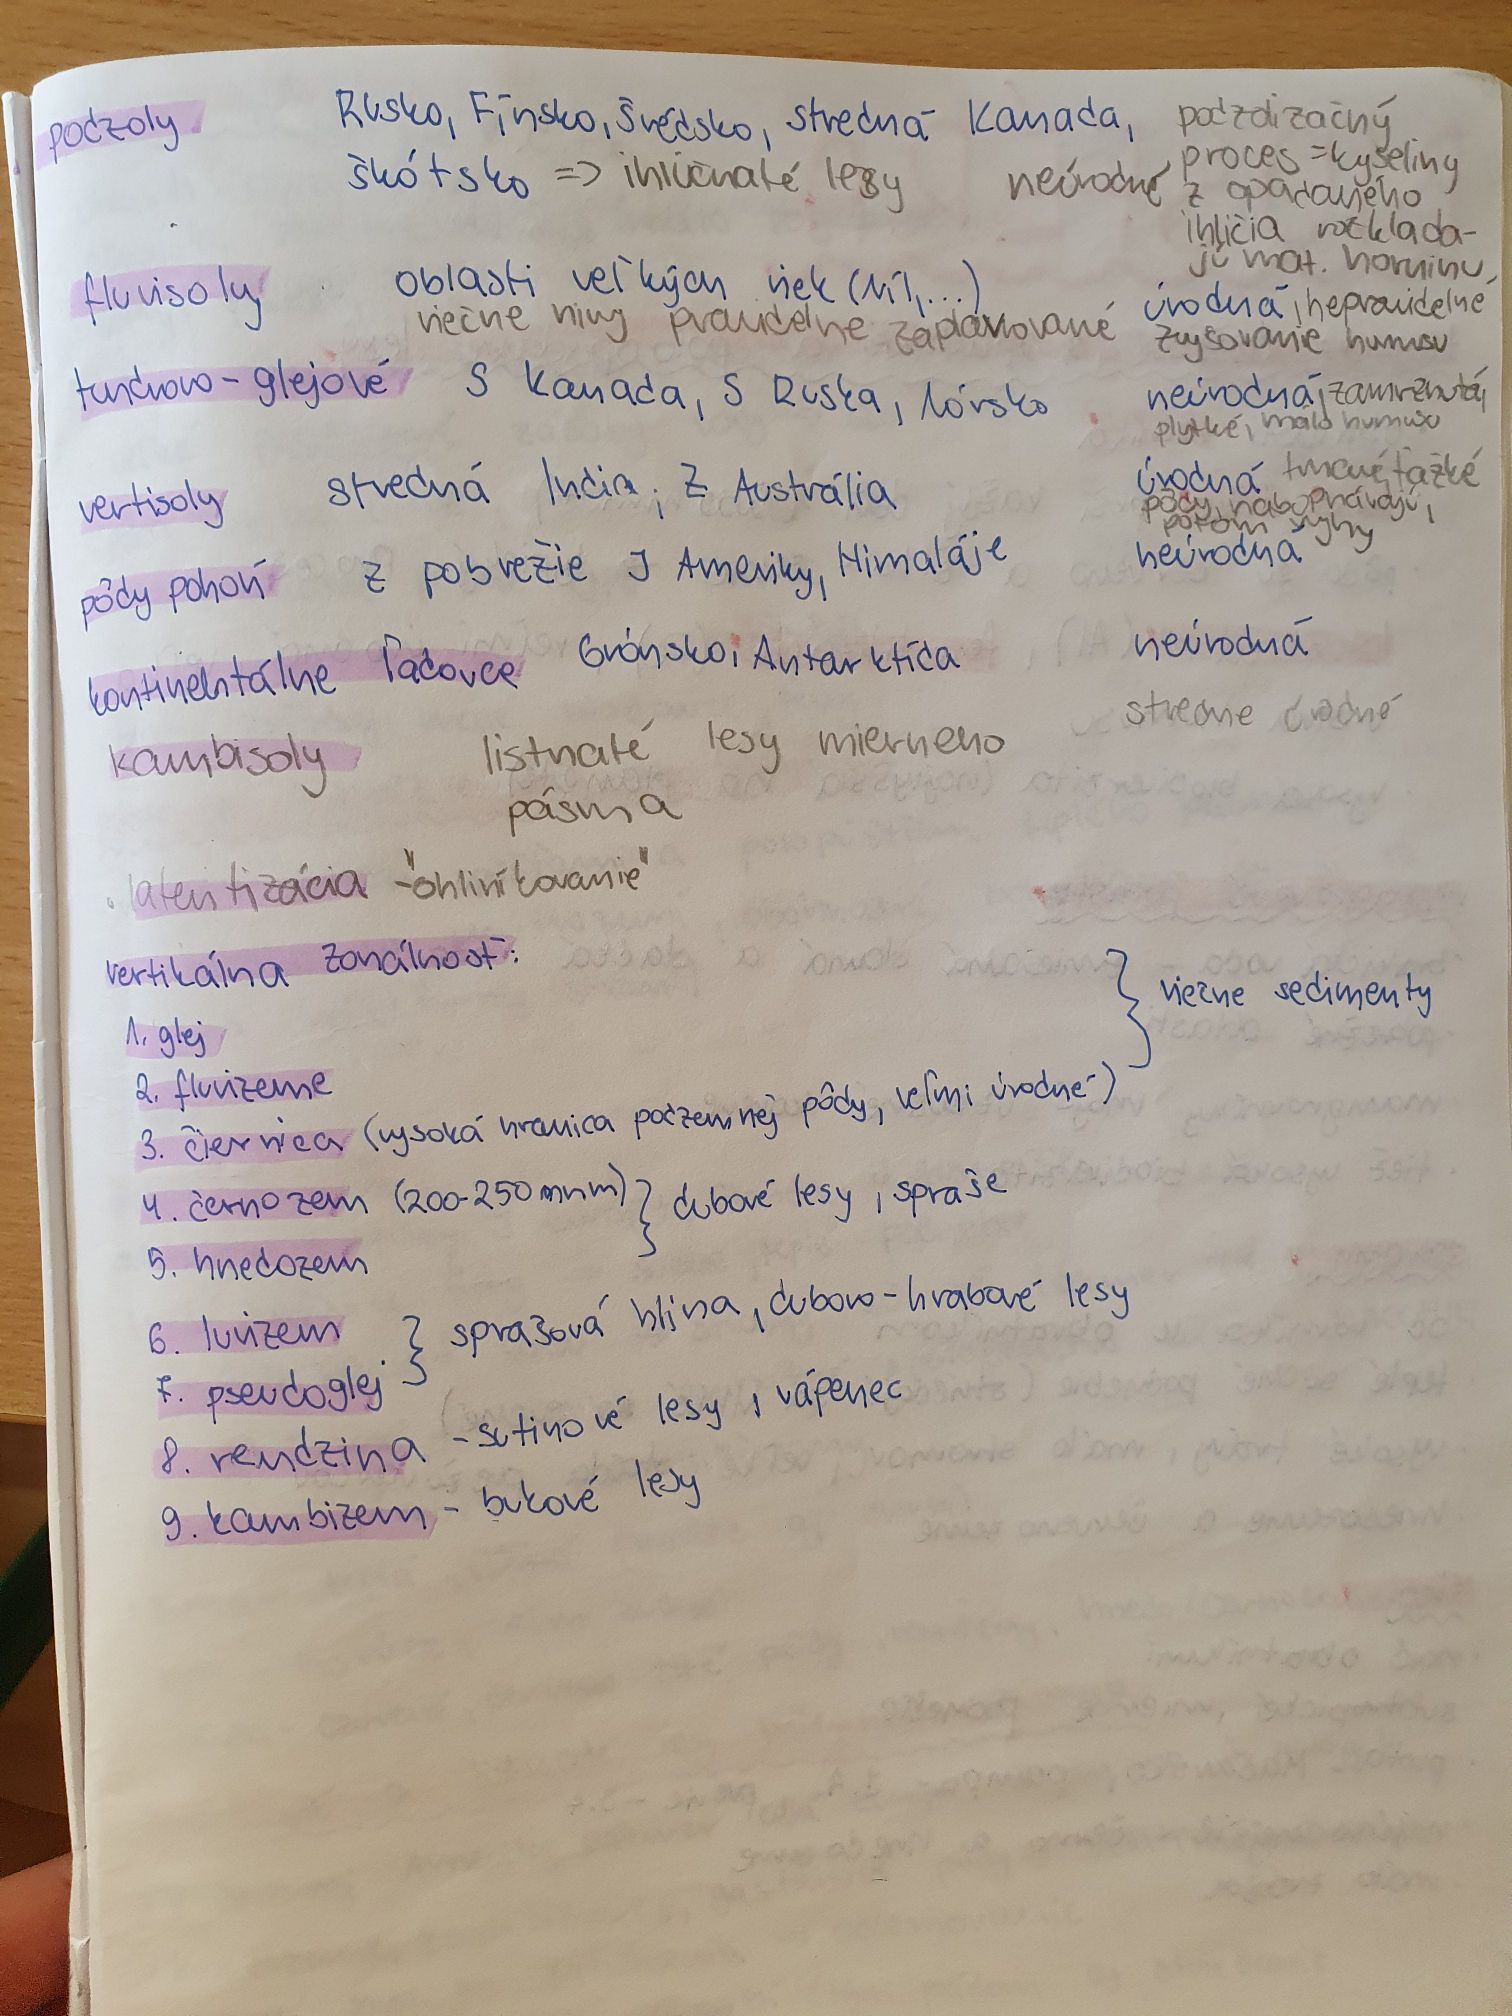 podzoly Rusko, Fínsko, Švédsko, stredná Kanada, podzolizačný
škótsko => ihličnaté lesy neúrodné proces = kyseliny
z opadaného
ihličia rozklada-
jú mat. horninu,
fluvisoly oblasti veľkých riek (Níl, ...) úrodná, nepravidelné
riečne nivy pravidelne zaplavované zvyšovanie humusu
tundrovo-glejové S Kanada, S Ruska, Nórsko neúrodná, zamrznutá,
plytké, málo humusu
vertisoly stredná India, Z Austrália úrodná tmavé, ťažké
pôdy,
potom
pôdy pohorí z pobrežie J Ameriky, Himaláje neúrodná
kontinentálne ľadovce Grónsko, Antarktída neúrodná
kambisoly listnaté lesy mierneho stredne úrodné
pásma
latentizácia - "ohliníkovanie"
vertikálna zonálnosť:
1. glej } riečne sedimenty
2. fluvizeme
3. čiernica (vysoká hranica podzemnej pôdy, veľmi úrodné)
4. černozem (200-250 mnm) } dubové lesy, spraše
5. hnedozem
6. luvizem } sprašová hlina, dubovo-hrabové lesy
7. pseudoglej
8. rendzina - sutinové lesy, vápenec
9. kambizem - bukové lesy